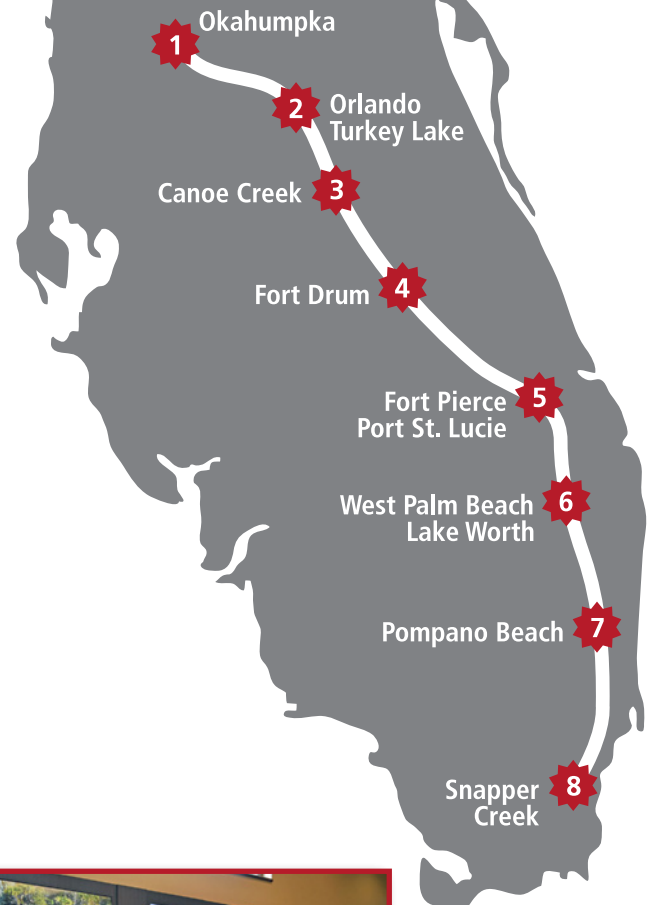 1
Okahumpka
2
Orlando
Turkey Lake
Canoe Creek
3
Fort Drum
4
Fort Pierce
Port St. Lucie
5
West Palm Beach
Lake Worth
6
Pompano Beach
7
Snapper
Creek
8